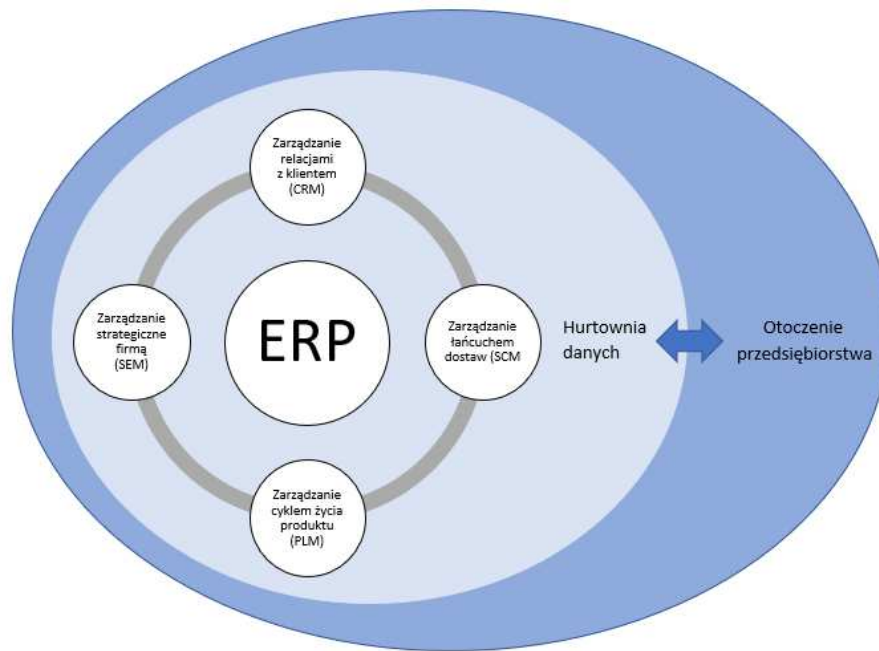 Zarządzanie
relacjami
z klientem
(CRM)
Zarządzanie
strategiczne
firmą
(SEM)
ERP
Zarządzanie
łańcuchem
dostaw (SCM
Hurtownia
danych
Otoczenie
przedsiębiorstwa
Zarządzanie
cyklem życia
produktu
(PLM)